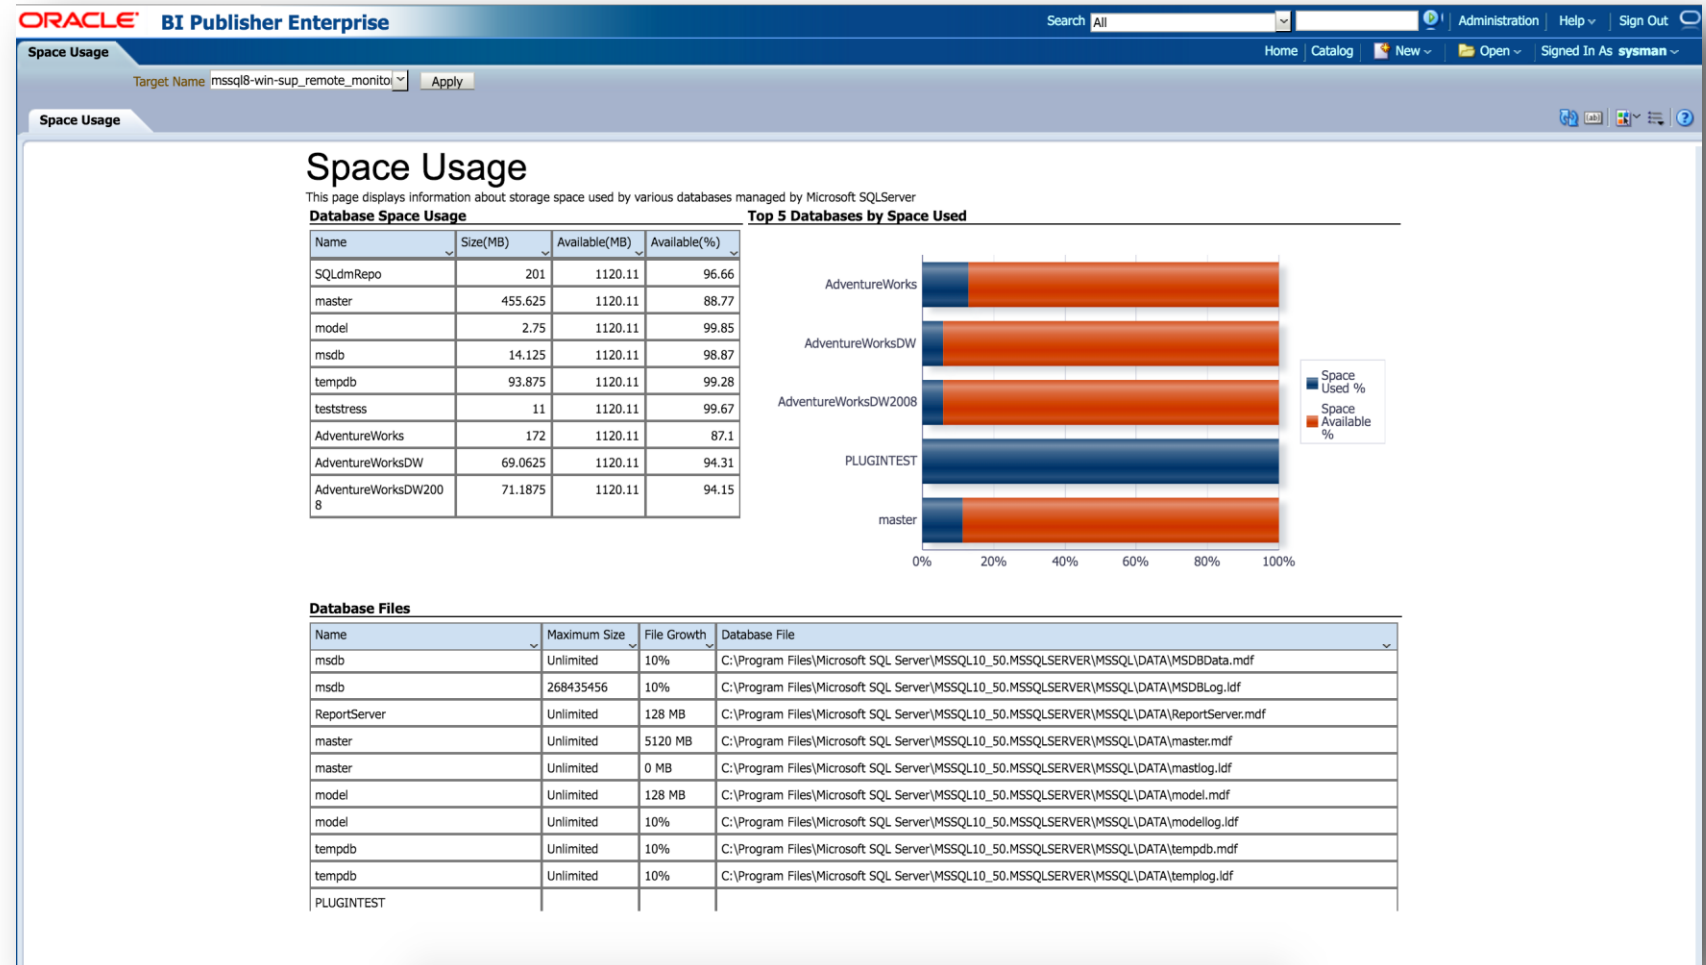 ORACLE BI Publisher Enterprise Search All Administration Help Sign Out
Space Usage Home Catalog New Open Signed In As sysman
Target Name mssql8-win-sup_remote_monito Apply
Space Usage
Space Usage
This page displays information about storage space used by various databases managed by Microsoft SQLServer
Database Space Usage
Name Size(MB) Available(MB) Available(%)
SQLdmRepo 201 1120.11 96.66
master 455.625 1120.11 88.77
model 2.75 1120.11 99.85
msdb 14.125 1120.11 98.87
tempdb 93.875 1120.11 99.28
teststress 11 1120.11 99.67
AdventureWorks 172 1120.11 87.1
AdventureWorksDW 69.0625 1120.11 94.31
AdventureWorksDW200 71.1875 1120.11 94.15
8
Top 5 Databases by Space Used
AdventureWorks
AdventureWorksDW
AdventureWorksDW2008
PLUGINTEST
master
0% 20% 40% 60% 80% 100%
Space
Used %
Space
Available
%
Database Files
Name Maximum Size File Growth Database File
msdb Unlimited 10% C:\Program Files\Microsoft SQL Server\MSSQL10_50.MSSQLSERVER\MSSQL\DATA\MSDBData.mdf
msdb 268435456 10% C:\Program Files\Microsoft SQL Server\MSSQL10_50.MSSQLSERVER\MSSQL\DATA\MSDBLog.ldf
ReportServer Unlimited 128 MB C:\Program Files\Microsoft SQL Server\MSSQL10_50.MSSQLSERVER\MSSQL\DATA\ReportServer.mdf
master Unlimited 5120 MB C:\Program Files\Microsoft SQL Server\MSSQL10_50.MSSQLSERVER\MSSQL\DATA\master.mdf
master Unlimited 0 MB C:\Program Files\Microsoft SQL Server\MSSQL10_50.MSSQLSERVER\MSSQL\DATA\mastlog.ldf
model Unlimited 128 MB C:\Program Files\Microsoft SQL Server\MSSQL10_50.MSSQLSERVER\MSSQL\DATA\model.mdf
model Unlimited 10% C:\Program Files\Microsoft SQL Server\MSSQL10_50.MSSQLSERVER\MSSQL\DATA\modellog.ldf
tempdb Unlimited 10% C:\Program Files\Microsoft SQL Server\MSSQL10_50.MSSQLSERVER\MSSQL\DATA\tempdb.mdf
tempdb Unlimited 10% C:\Program Files\Microsoft SQL Server\MSSQL10_50.MSSQLSERVER\MSSQL\DATA\templog.ldf
PLUGINTEST